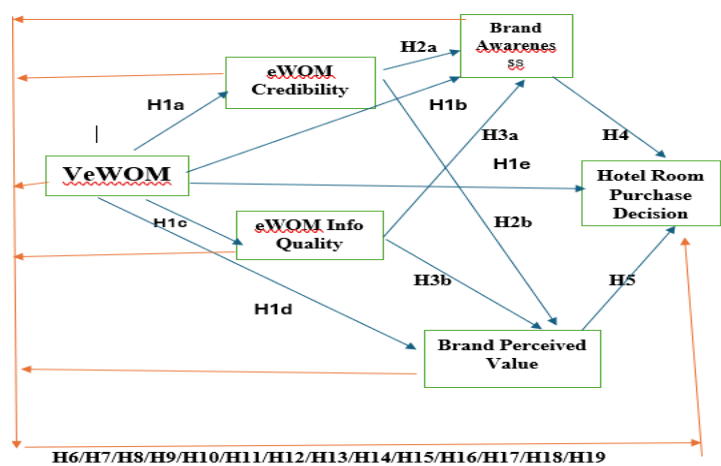 Brand
Awarenes
ss
H2a
eWOM
Credibility
H1a
H1b
H3a
H4
VeWOM
H1e
Hotel Room
Purchase
Decision
H1c
eWOM Info
Quality
H2b
H3b
H5
H1d
Brand Perceived
Value
H6/H7/H8/H9/H10/H11/H12/H13/H14/H15/H16/H17/H18/H19